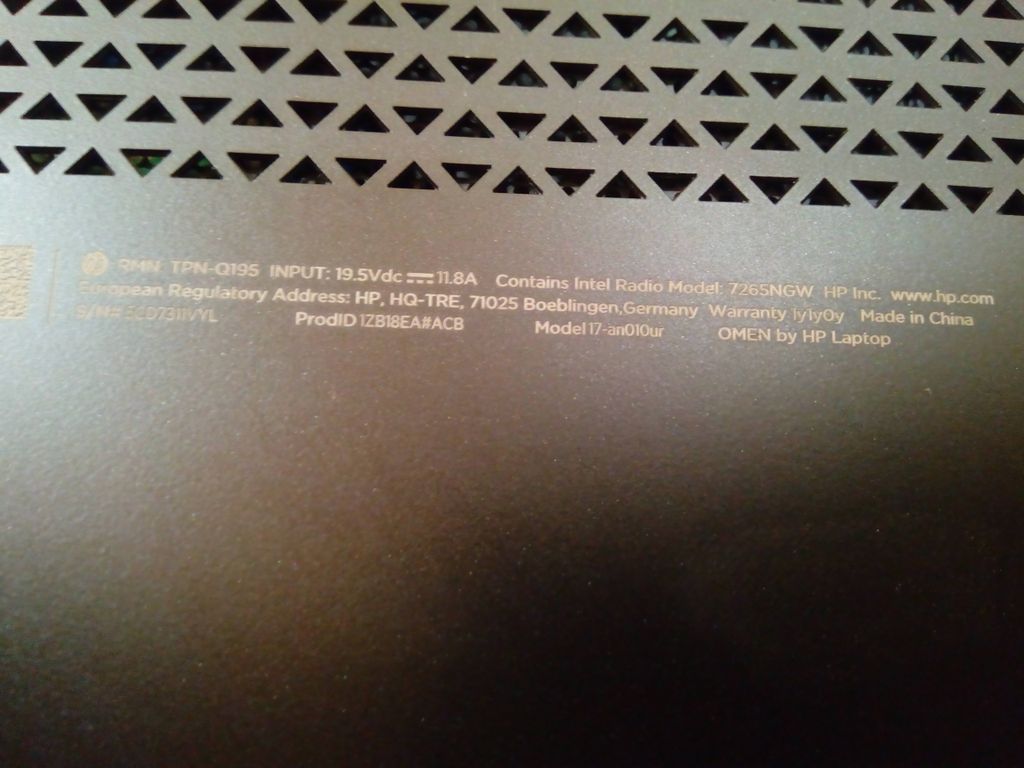 RMN TPN-Q195 INPUT: 19.5Vdc 11.8A Contains Intel Radio Model: 7265NGW HP Inc. www.hp.com
European Regulatory Address: HP, HQ-TRE, 71025 Boeblingen,Germany Warranty 1y1y0y Made in China
S/N# ProdID 1ZB18EA#ACB Model 17-an010ur OMEN by HP Laptop